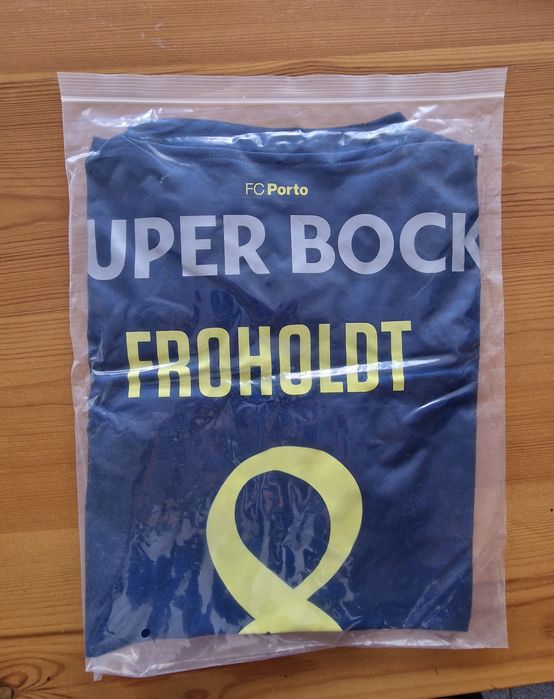 FC Porto
UPER BOCK
FROHOLDT
8